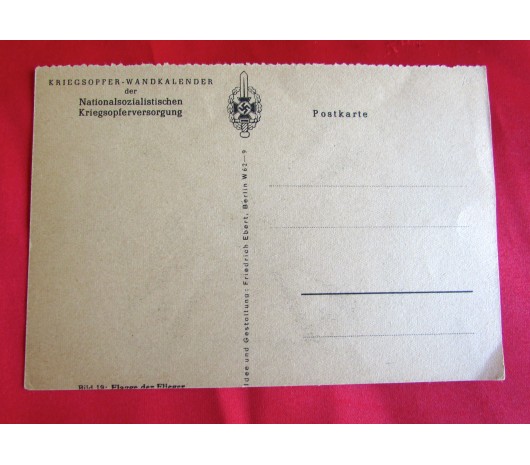 KRIEGSOPFER-WANDKALENDER
der
Nationalsozialistischen
Kriegsopferversorgung
Postkarte
Idee und Gestaltung: Friedrich Ebert, Berlin W 62—9
Bild 19: Flagge der Flieger